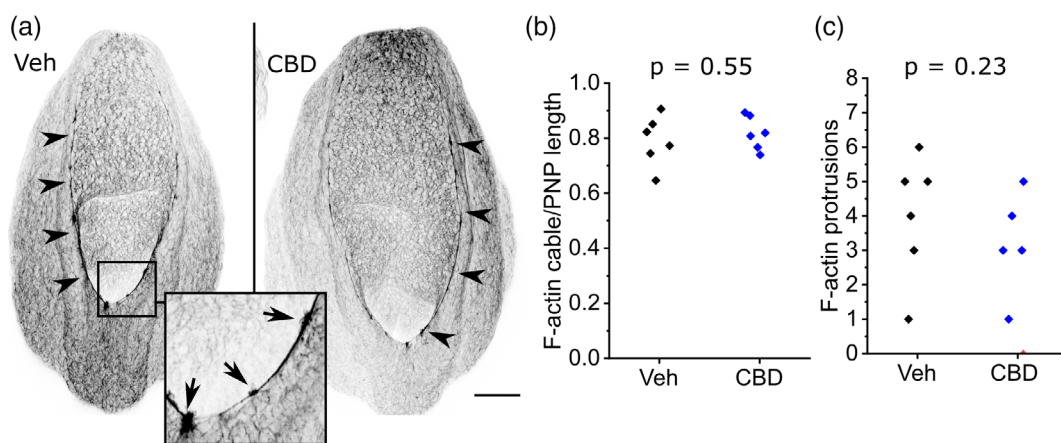 (a)
Veh
CBD
(b)
p = 0.55
F-actin cable/PNP length
1.0
0.8
0.6
0.4
0.2
0.0
Veh
CBD
(c)
p = 0.23
F-actin protrusions
8
7
6
5
4
3
2
1
0
Veh
CBD